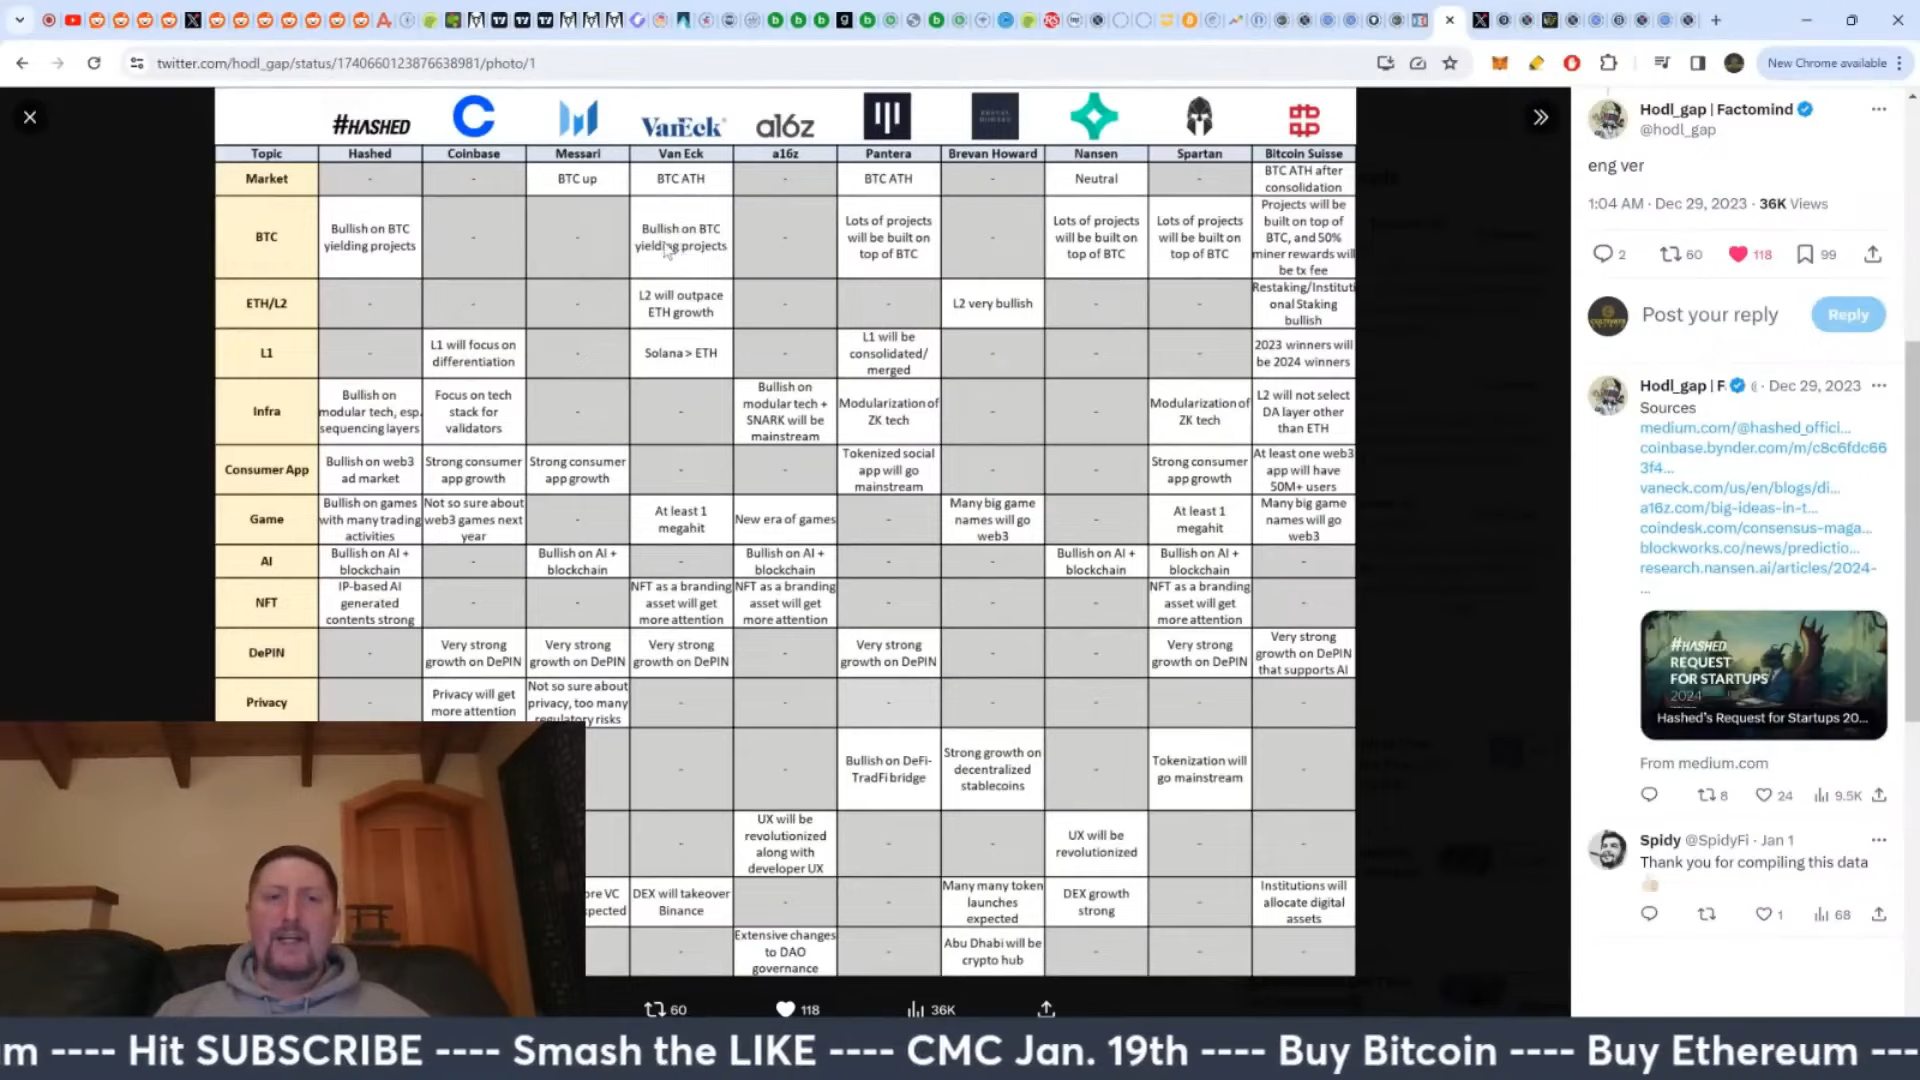 twitter.com/hodl_gap/status/1740660123876638981/photo/1
New Chrome available
#HASHED
VanEck
a16z
Topic
Hashed
Coinbase
Messari
Van Eck
a16z
Pantera
Brevan Howard
Nansen
Spartan
Bitcoin Suisse
Market
-
-
BTC up
BTC ATH
-
BTC ATH
-
Neutral
-
BTC ATH after
consolidation
BTC
Bullish on BTC
yielding projects
-
-
Bullish on BTC
yielding projects
-
Lots of projects
will be built on
top of BTC
-
Lots of projects
will be built on
top of BTC
Lots of projects
will be built on
top of BTC
Projects will be
built on top of
BTC, and 50%
miner rewards will
be tx fee
ETH/L2
-
-
-
L2 will outpace
ETH growth
-
-
L2 very bullish
-
-
Restaking/Instituti
onal Staking
bullish
L1
-
L1 will focus on
differentiation
-
Solana > ETH
-
L1 will be
consolidated/
merged
-
-
-
2023 winners will
be 2024 winners
Infra
Bullish on
modular tech, esp.
sequencing layers
Focus on tech
stack for
validators
-
-
Bullish on
modular tech +
SNARK will be
mainstream
Modularization of
ZK tech
-
-
Modularization of
ZK tech
L2 will not select
DA layer other
than ETH
Consumer App
Bullish on web3
ad market
Strong consumer
app growth
Strong consumer
app growth
-
-
Tokenized social
app will go
mainstream
-
-
Strong consumer
app growth
At least one web3
app will have
50M+ users
Game
Bullish on games
with many trading
activities
Not so sure about
web3 games next
year
-
At least 1
megahit
New era of games
-
Many big game
names will go
web3
-
At least 1
megahit
Many big game
names will go
web3
AI
Bullish on AI +
blockchain
-
Bullish on AI +
blockchain
-
Bullish on AI +
blockchain
-
-
Bullish on AI +
blockchain
Bullish on AI +
blockchain
-
NFT
IP-based AI
generated
contents strong
-
-
NFT as a branding
asset will get
more attention
NFT as a branding
asset will get
more attention
-
-
-
NFT as a branding
asset will get
more attention
-
DePIN
-
Very strong
growth on DePIN
Very strong
growth on DePIN
Very strong
growth on DePIN
-
Very strong
growth on DePIN
-
-
Very strong
growth on DePIN
Very strong
growth on DePIN
that supports AI
Privacy
-
Privacy will get
more attention
Not so sure about
privacy, too many
regulatory risks
-
-
-
-
-
-
-
-
-
Bullish on DeFi-
TradFi bridge
Strong growth on
decentralized
stablecoins
-
Tokenization will
go mainstream
-
-
UX will be
revolutionized
along with
developer UX
-
-
UX will be
revolutionized
-
-
ore VC
pected
DEX will takeover
Binance
-
-
Many many token
launches
expected
DEX growth
strong
-
Institutions will
allocate digital
assets
-
Extensive changes
to DAO
governance
-
Abu Dhabi will be
crypto hub
-
-
-
60
118
36K
Hodl_gap | Factomind
@hodl_gap
eng ver
1:04 AM · Dec 29, 2023 · 36K Views
2
60
118
99
Post your reply
Reply
Hodl_gap | F. · Dec 29, 2023
Sources
medium.com/@hashed_offici...
coinbase.bynder.com/m/c8c6fdc66
3f4...
vaneck.com/us/en/blogs/di...
a16z.com/big-ideas-in-t...
coindesk.com/consensus-maga...
blockworks.co/news/predictio...
research.nansen.ai/articles/2024-
...
#HASHED
REQUEST
FOR STARTUPS
2024
Hashed's Request for Startups 20...
From medium.com
8
24
9.5K
Spidy @SpidyFi · Jan 1
Thank you for compiling this data
1
68
m ---- Hit SUBSCRIBE ---- Smash the LIKE ---- CMC Jan. 19th ---- Buy Bitcoin ---- Buy Ethereum ---